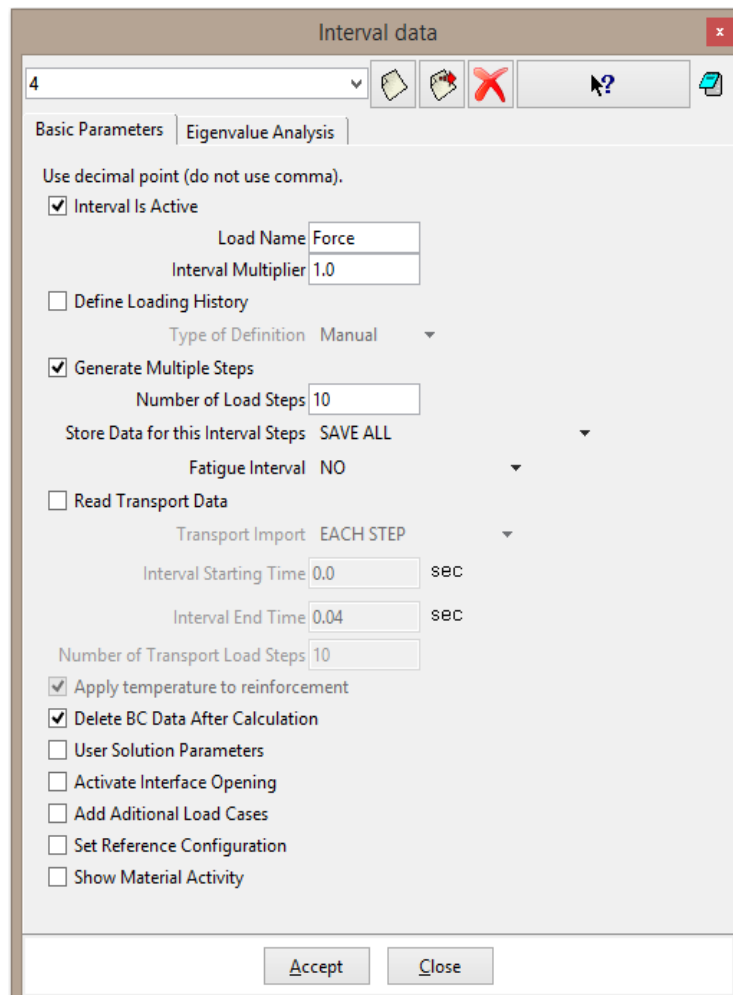 Interval data
x
4
?
Basic Parameters Eigenvalue Analysis
Use decimal point (do not use comma).
Interval Is Active
Load Name Force
Interval Multiplier 1.0
Define Loading History
Type of Definition Manual
Generate Multiple Steps
Number of Load Steps 10
Store Data for this Interval Steps SAVE ALL
Fatigue Interval NO
Read Transport Data
Transport Import EACH STEP
Interval Starting Time 0.0 sec
Interval End Time 0.04 sec
Number of Transport Load Steps 10
Apply temperature to reinforcement
Delete BC Data After Calculation
User Solution Parameters
Activate Interface Opening
Add Aditional Load Cases
Set Reference Configuration
Show Material Activity
Accept Close